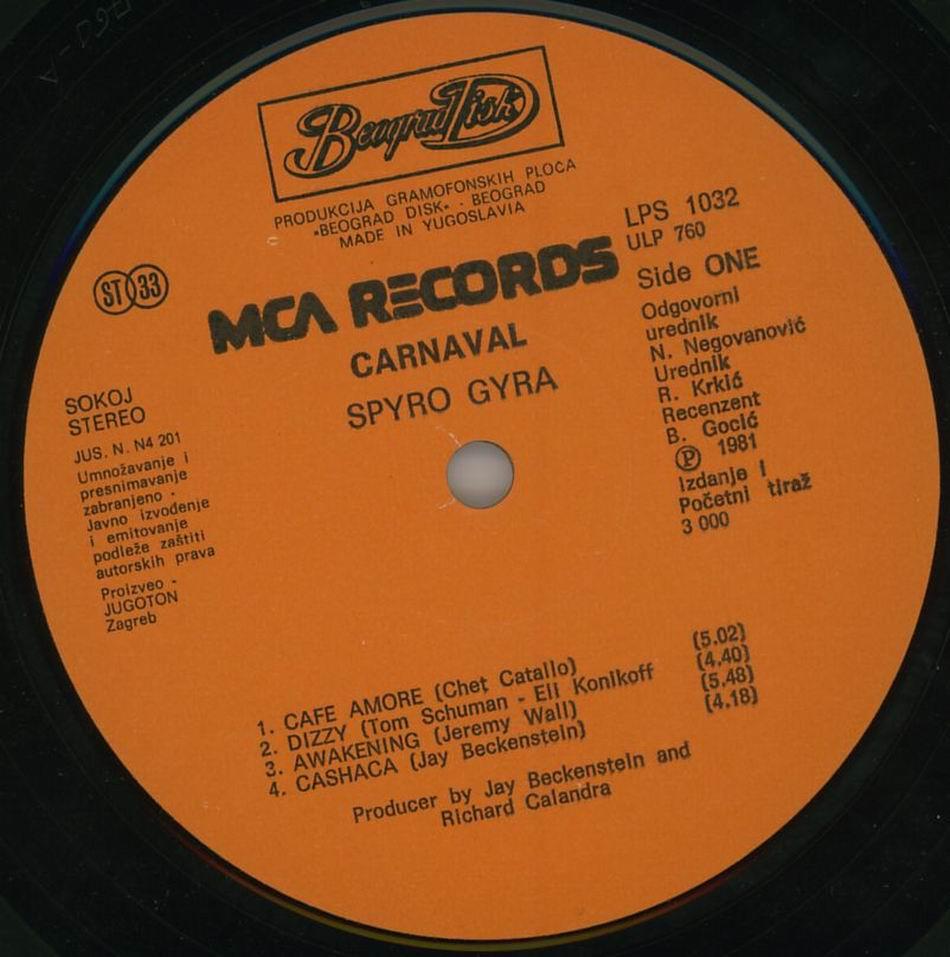 Beograd Disk
PRODUKCIJA GRAMOFONSKIH PLOČA
"BEOGRAD DISK" - BEOGRAD
MADE IN YUGOSLAVIA
LPS 1032
ULP 760
Side ONE
ST 33
MCA RECORDS
CARNAVAL
SPYRO GYRA
Odgovorni
urednik
N. Negovanović
Urednik
R. Krkić
Recenzent
B. Gocić
Ⓟ 1981
Izdanje I
Početni tiraž
3 000
SOKOJ
STEREO
JUS. N. N4 201
Umnožavanje i
presnimavanje
zabranjeno -
Javno izvođenje
i emitovanje
podleže zaštiti
autorskih prava
Proizveo -
JUGOTON
Zagreb
1. CAFE AMORE (Chet Catallo) (5.02)
2. DIZZY (Tom Schuman - Eli Konikoff (4.40)
3. AWAKENING (Jeremy Wall) (5.48)
4. CASHACA (Jay Beckenstein) (4.18)
Producer by Jay Beckenstein and
Richard Calandra